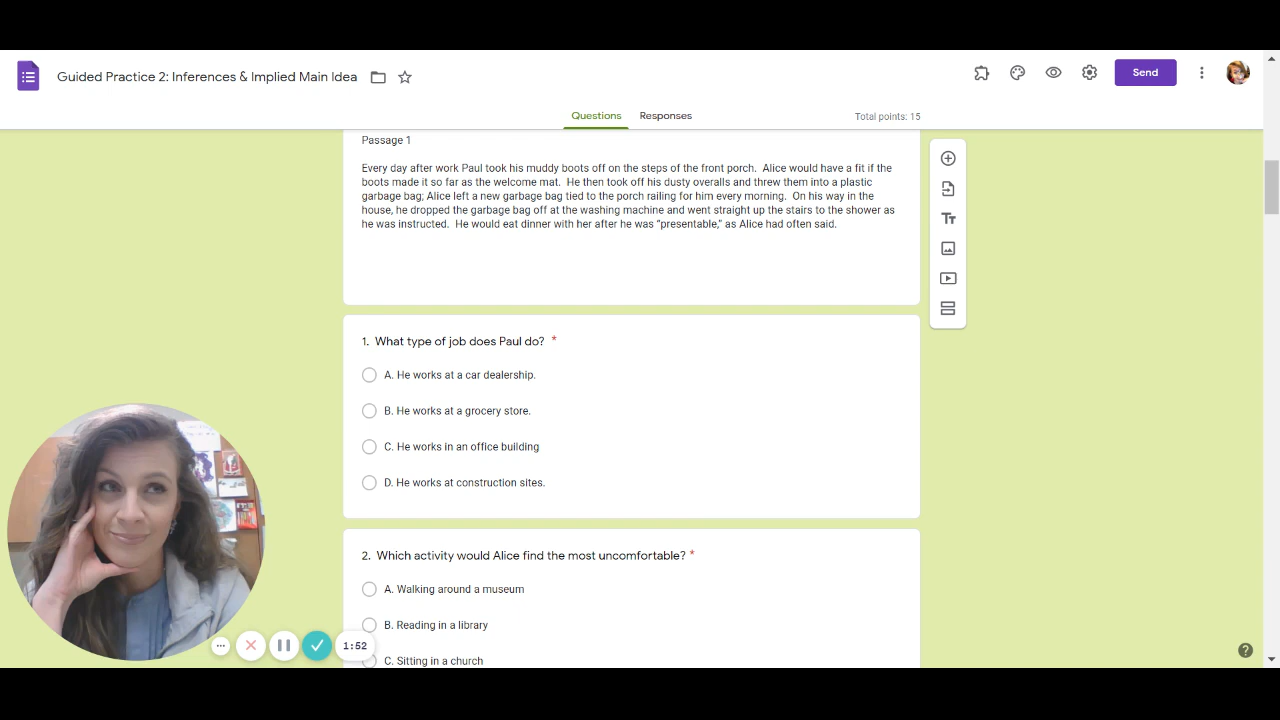 Guided Practice 2: Inferences & Implied Main Idea
Send
Questions
Responses
Total points: 15
Passage 1
Every day after work Paul took his muddy boots off on the steps of the front porch.  Alice would have a fit if the
boots made it so far as the welcome mat.  He then took off his dusty overalls and threw them into a plastic
garbage bag; Alice left a new garbage bag tied to the porch railing for him every morning.  On his way in the
house, he dropped the garbage bag off at the washing machine and went straight up the stairs to the shower as
he was instructed.  He would eat dinner with her after he was “presentable,” as Alice had often said.
Tт
1.  What type of job does Paul do? *
A. He works at a car dealership.
B. He works at a grocery store.
C. He works in an office building
D. He works at construction sites.
2.  Which activity would Alice find the most uncomfortable? *
A. Walking around a museum
B. Reading in a library
C. Sitting in a church
1:52